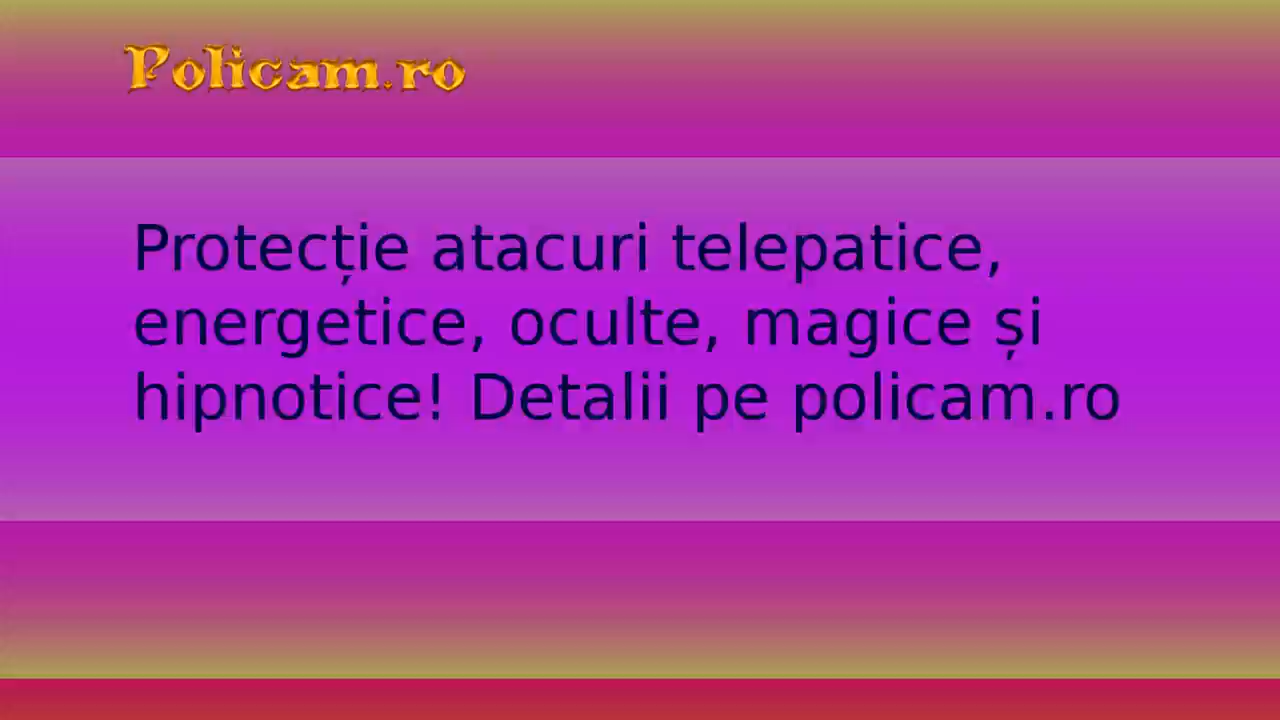 Policam.ro
Protecție atacuri telepatice,
energetice, oculte, magice și
hipnotice! Detalii pe policam.ro